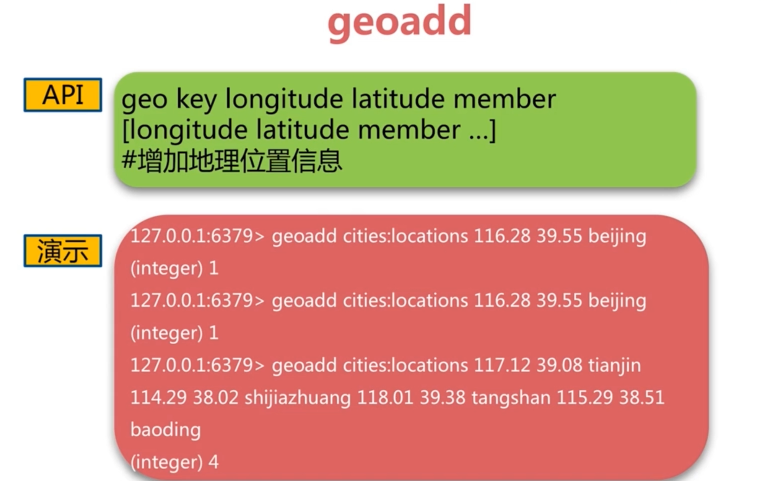 geoadd
API
geo key longitude latitude member
[longitude latitude member ...]
#增加地理位置信息
演示
127.0.0.1:6379> geoadd cities:locations 116.28 39.55 beijing
(integer) 1
127.0.0.1:6379> geoadd cities:locations 116.28 39.55 beijing
(integer) 1
127.0.0.1:6379> geoadd cities:locations 117.12 39.08 tianjin
114.29 38.02 shijiazhuang 118.01 39.38 tangshan 115.29 38.51
baoding
(integer) 4